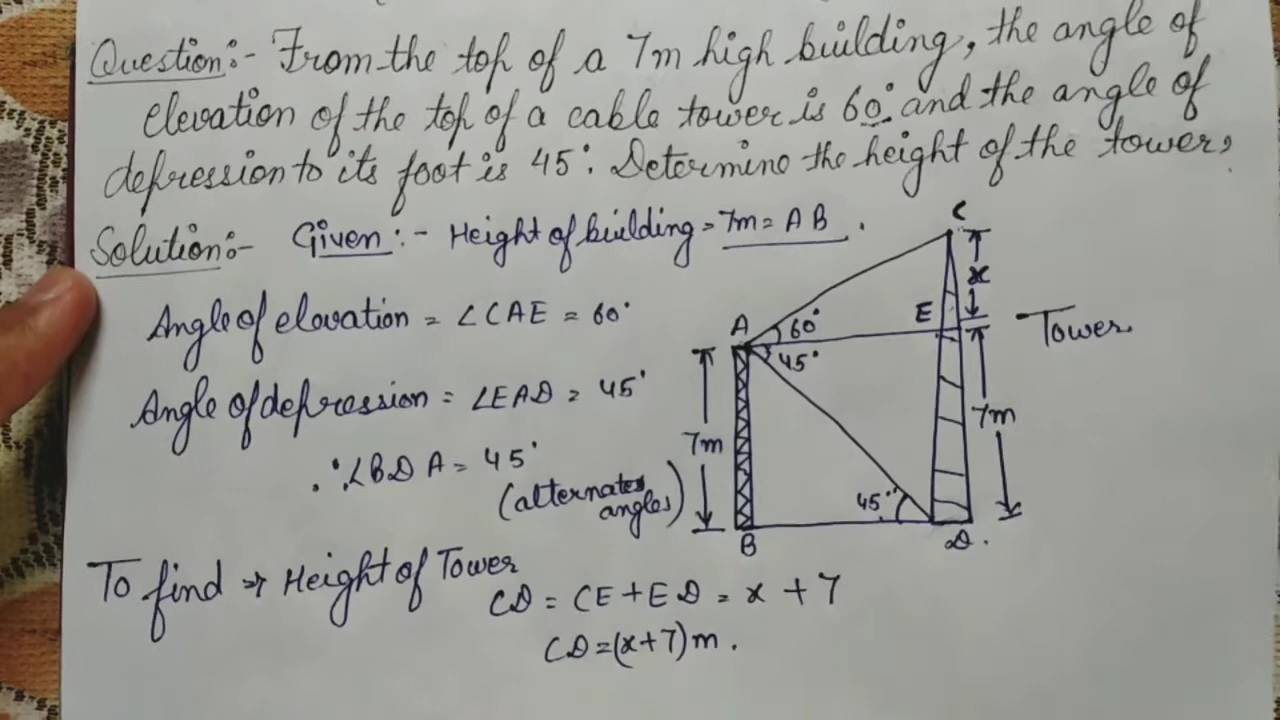 Question:- From the top of a 7m high building, the angle of
elevation of the top of a cable tower is 60° and the angle of
depression to its foot is 45°. Determine the height of the tower.
Solution:- Given:- Height of building = 7m = AB.
Angle of elevation = ∠CAE = 60°
Angle of depression = ∠EAD = 45°
∴ ∠BDA = 45°
(alternates angles)
C
x
E
A
60°
45°
Tower
7m
7m
45°
B
D.
To find ⇒ Height of Tower
CD = CE + ED = x + 7
CD = (x+7)m.